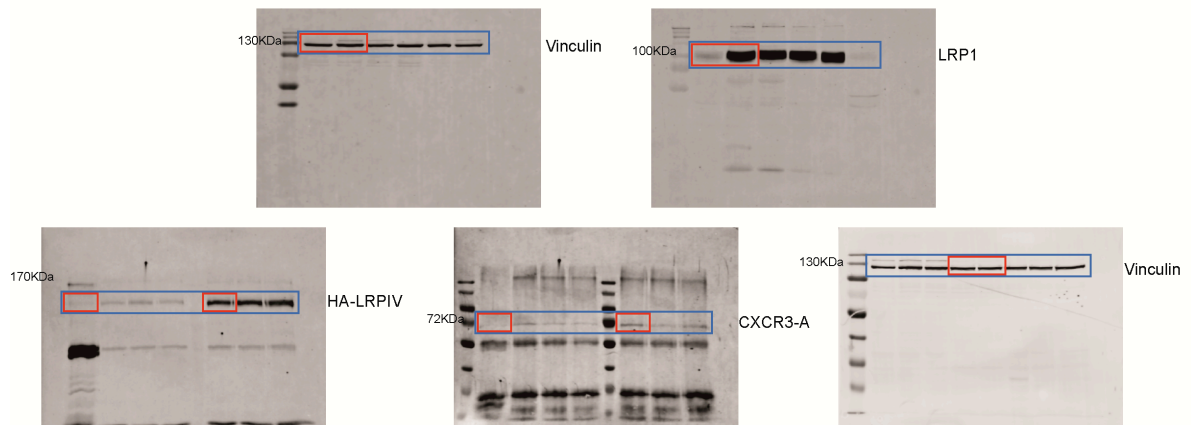 130KDa
Vinculin
100KDa
LRP1
170KDa
HA-LRPIV
72KDa
CXCR3-A
130KDa
Vinculin